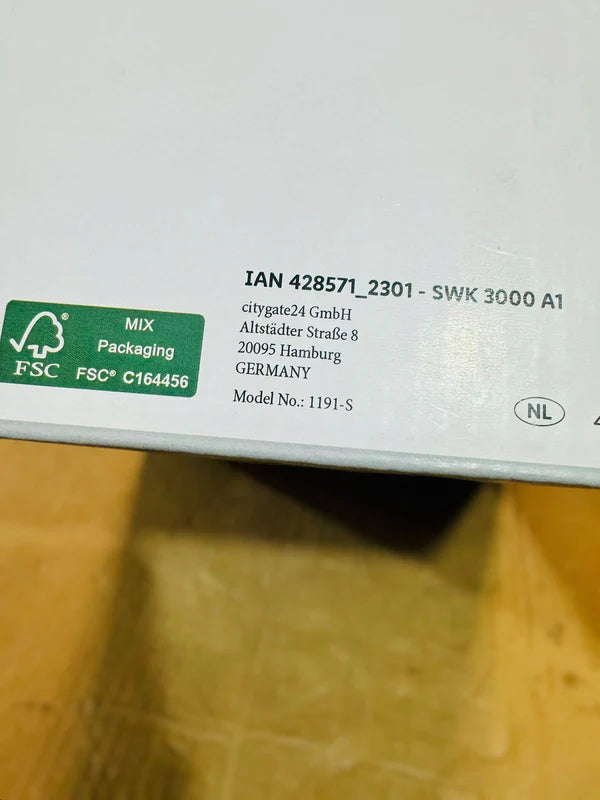 IAN 428571_2301 - SWK 3000 A1
citygate24 GmbH
Altstädter Straße 8
20095 Hamburg
GERMANY
Model No.: 1191-S
®
FSC
MIX
Packaging
FSC® C164456
NL